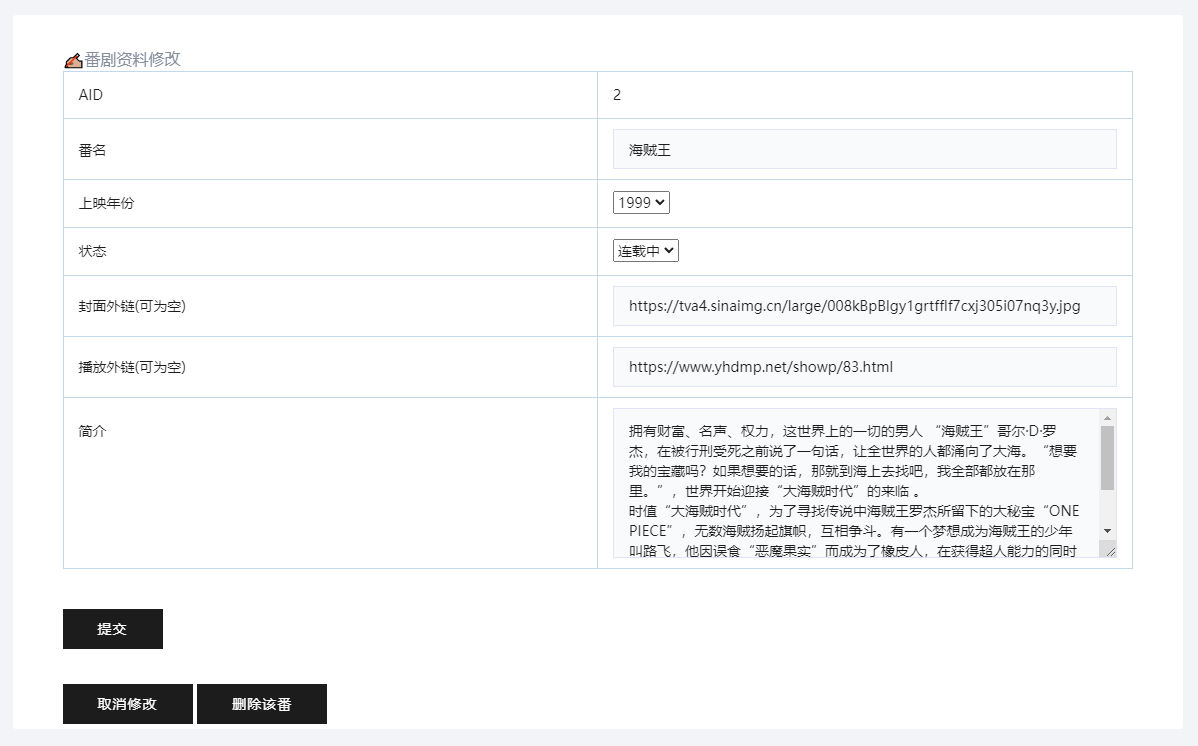 番剧资料修改
AID
2
番名
海贼王
上映年份
1999
状态
连载中
封面外链(可为空)
https://tva4.sinaimg.cn/large/008kBpBlgy1grtfflf7cxj305i07nq3y.jpg
播放外链(可为空)
https://www.yhdmp.net/showp/83.html
简介
拥有财富、名声、权力，这世界上的一切的男人 “海贼王”哥尔·D·罗
杰，在被行刑受死之前说了一句话，让全世界的人都涌向了大海。“想要
我的宝藏吗？如果想要的话，那就到海上去找吧，我全部都放在那
里。”，世界开始迎接“大海贼时代”的来临 。
时值“大海贼时代”，为了寻找传说中海贼王罗杰所留下的大秘宝“ONE
PIECE”，无数海贼扬起旗帜，互相争斗。有一个梦想成为海贼王的少年
叫路飞，他因误食“恶魔果实”而成为了橡皮人，在获得超人能力的同时
提交
取消修改
删除该番